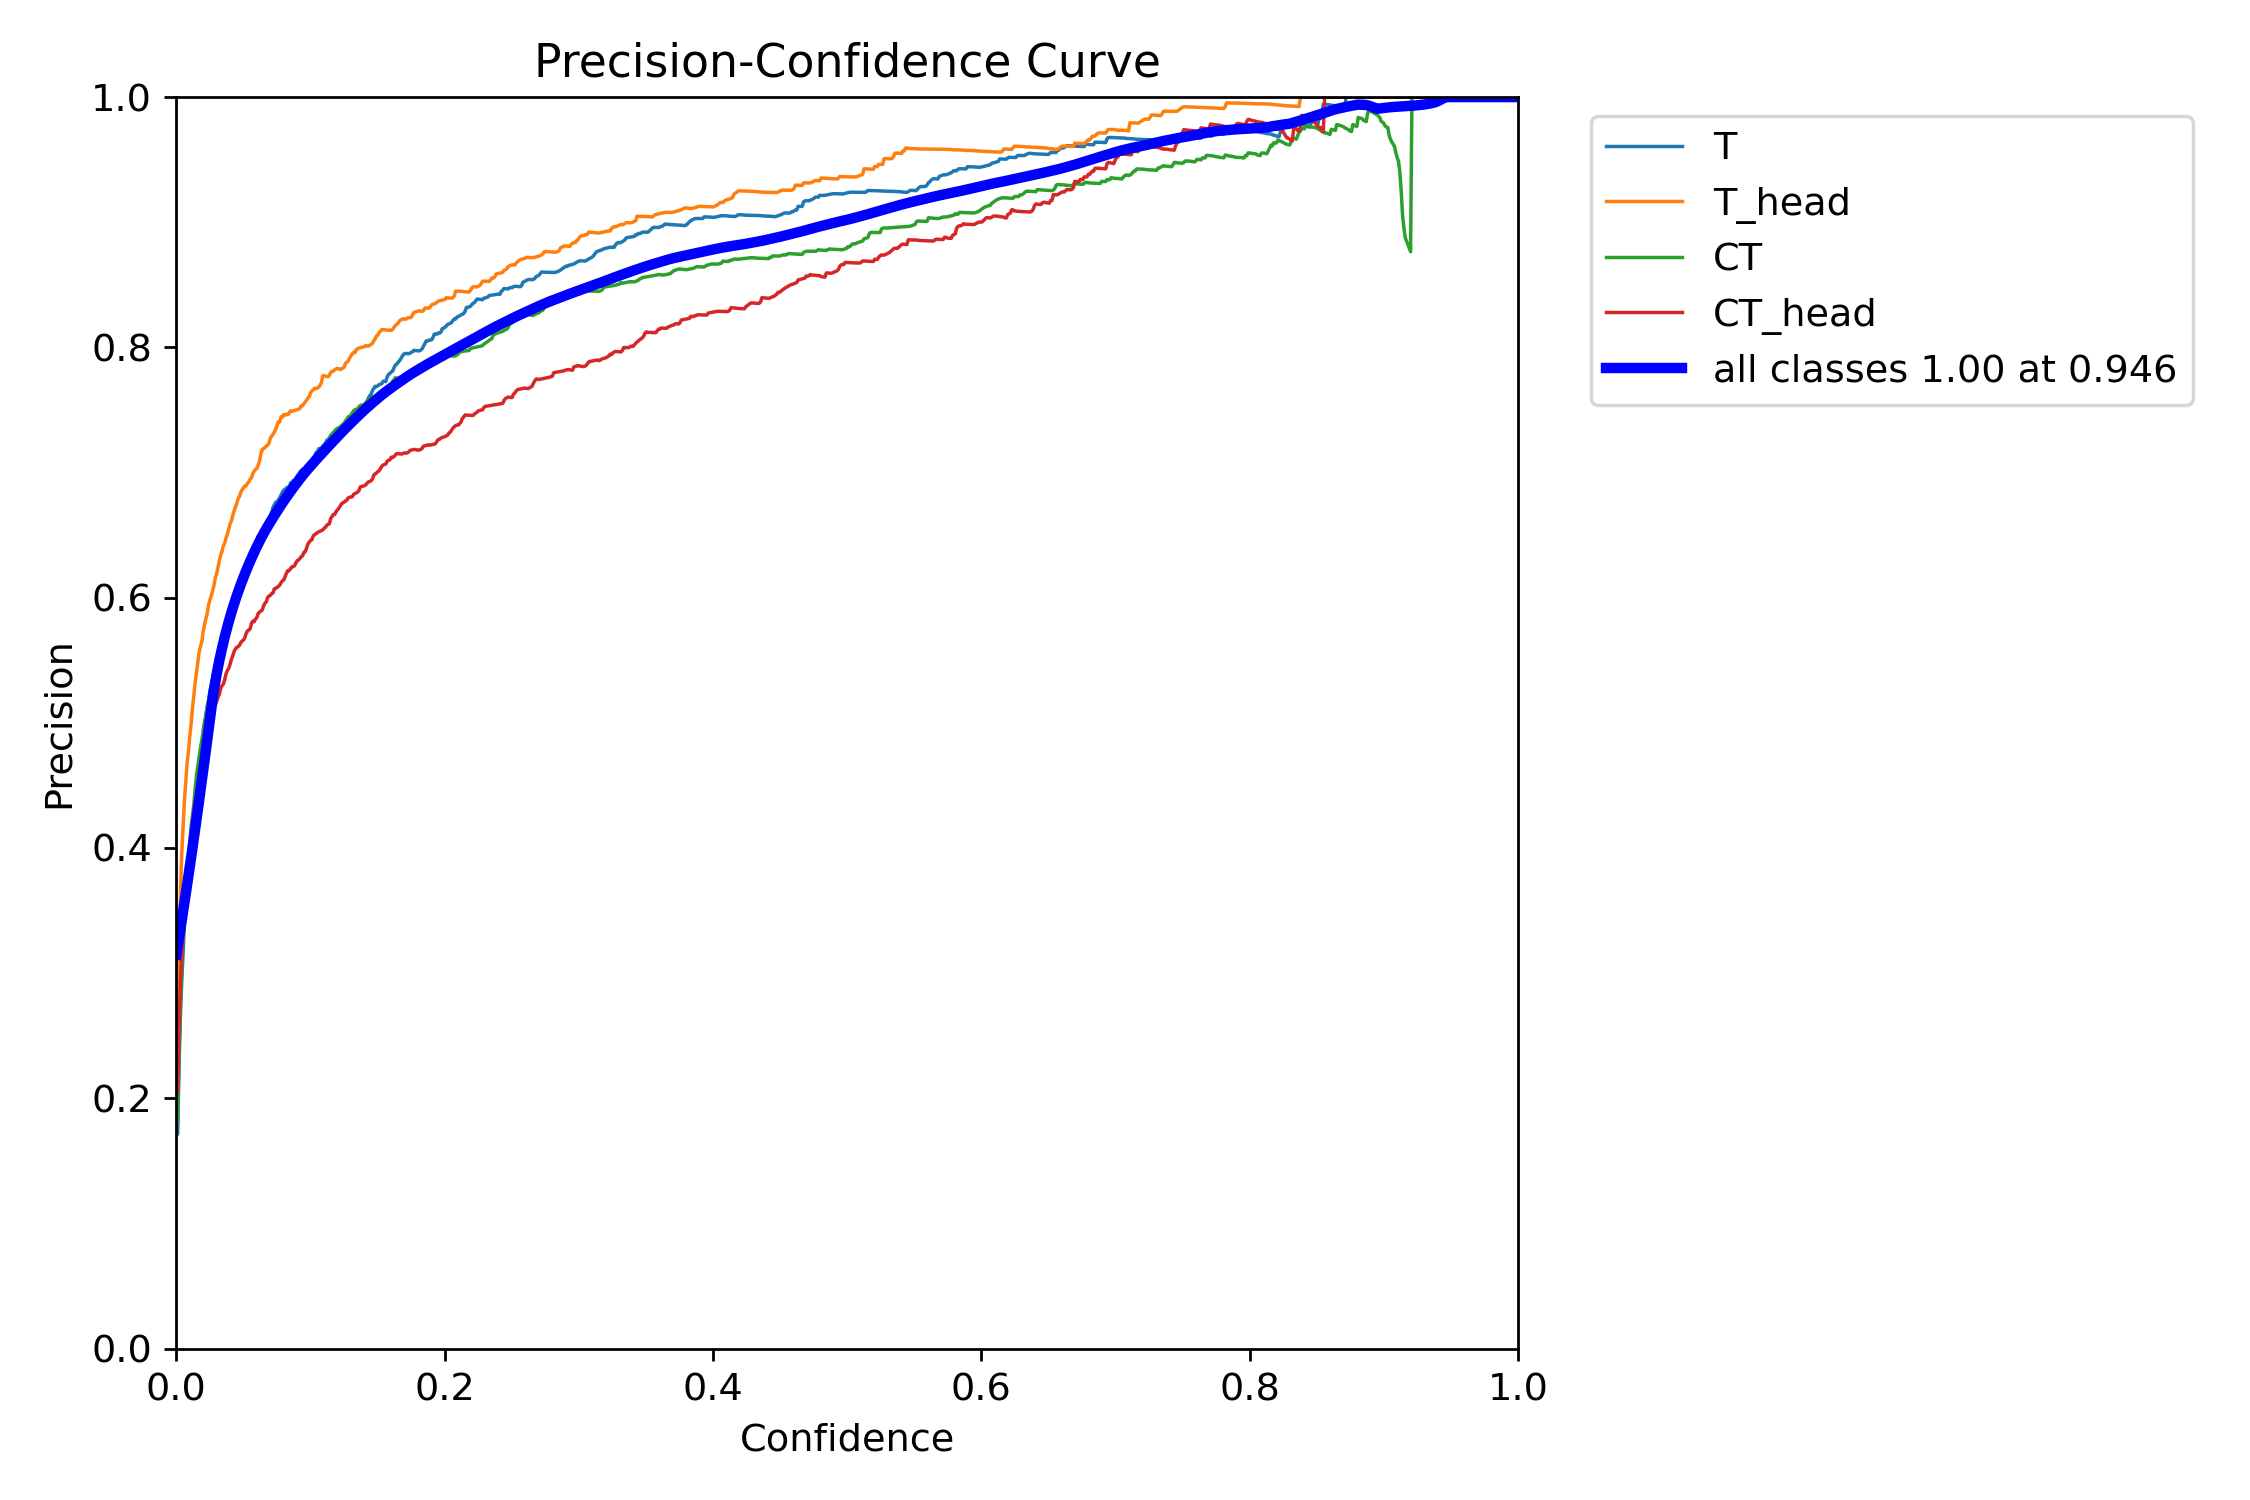 Precision-Confidence Curve
1.0
0.8
0.6
0.4
0.2
0.0
Precision
0.0 0.2 0.4 0.6 0.8 1.0
Confidence
T
T_head
CT
CT_head
all classes 1.00 at 0.946